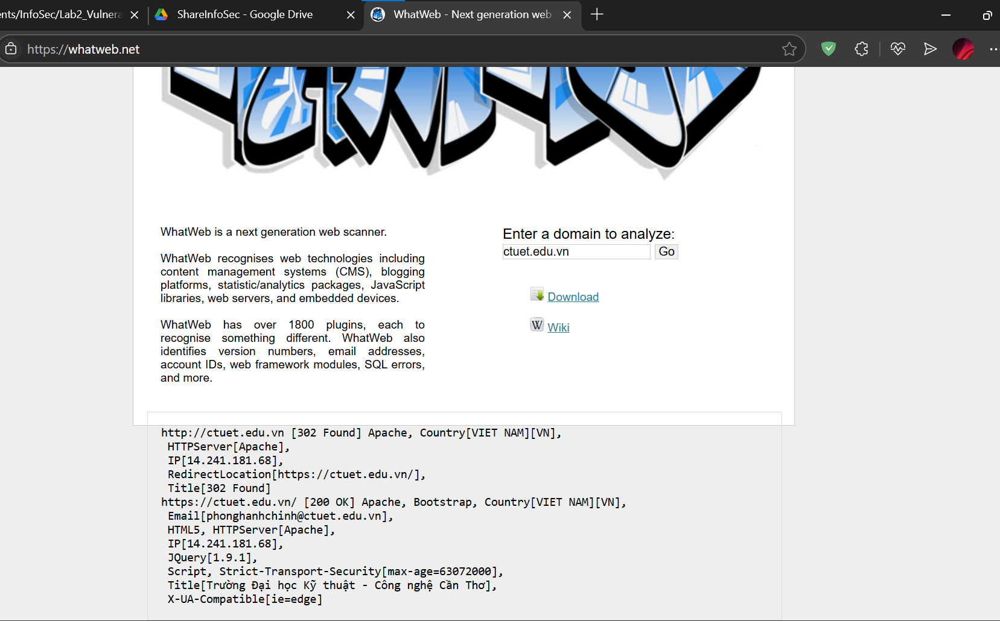 ents/InfoSec/Lab2_Vulnera
ShareInfoSec - Google Drive
WhatWeb - Next generation web
https://whatweb.net
WhatWeb is a next generation web scanner.
WhatWeb recognises web technologies including
content management systems (CMS), blogging
platforms, statistic/analytics packages, JavaScript
libraries, web servers, and embedded devices.
WhatWeb has over 1800 plugins, each to
recognise something different. WhatWeb also
identifies version numbers, email addresses,
account IDs, web framework modules, SQL errors,
and more.
Enter a domain to analyze:
ctuet.edu.vn Go
Download
W Wiki
http://ctuet.edu.vn [302 Found] Apache, Country[VIET NAM][VN],
HTTPServer[Apache],
IP[14.241.181.68],
RedirectLocation[https://ctuet.edu.vn/],
Title[302 Found]
https://ctuet.edu.vn/ [200 OK] Apache, Bootstrap, Country[VIET NAM][VN],
Email[phonghanhchinh@ctuet.edu.vn],
HTML5, HTTPServer[Apache],
IP[14.241.181.68],
JQuery[1.9.1],
Script, Strict-Transport-Security[max-age=63072000],
Title[Trường Đại học Kỹ thuật - Công nghệ Cần Thơ],
X-UA-Compatible[ie=edge]